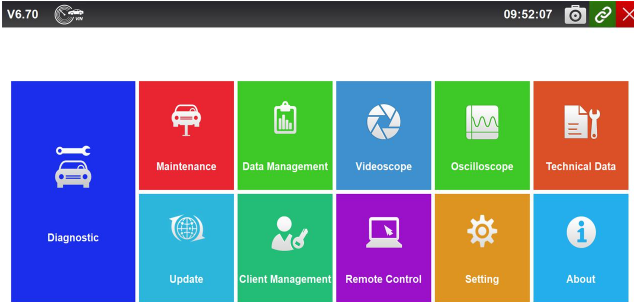 V6.70
VIN
09:52:07
Maintenance
Data Management
Videoscope
Oscilloscope
Technical Data
Diagnostic
Update
Client Management
Remote Control
Setting
About